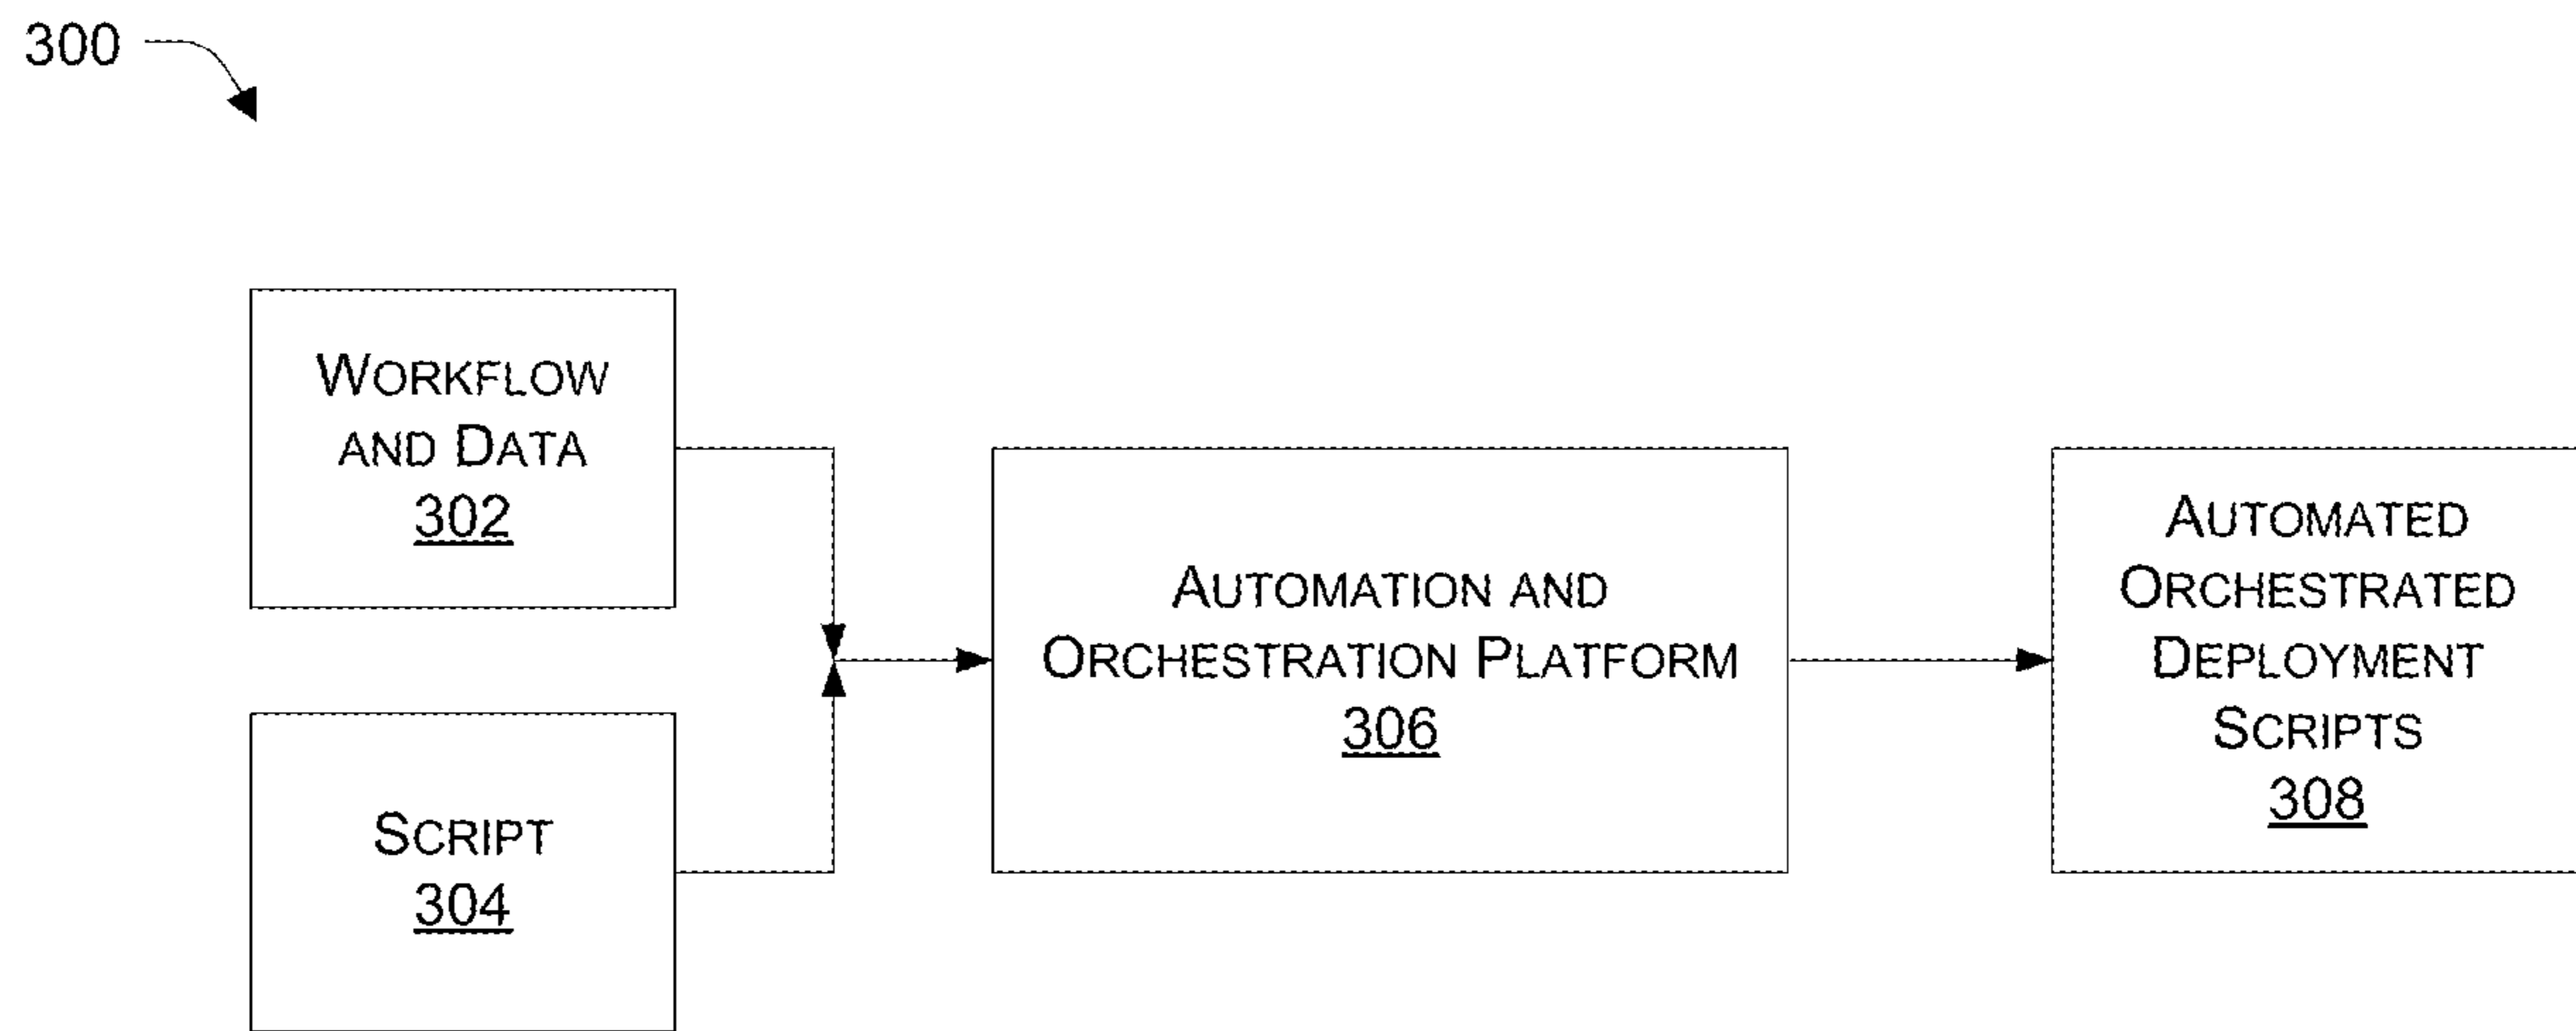 300
WORKFLOW
AND DATA
302
SCRIPT
304
AUTOMATION AND
ORCHESTRATION PLATFORM
306
AUTOMATED
ORCHESTRATED
DEPLOYMENT
SCRIPTS
308